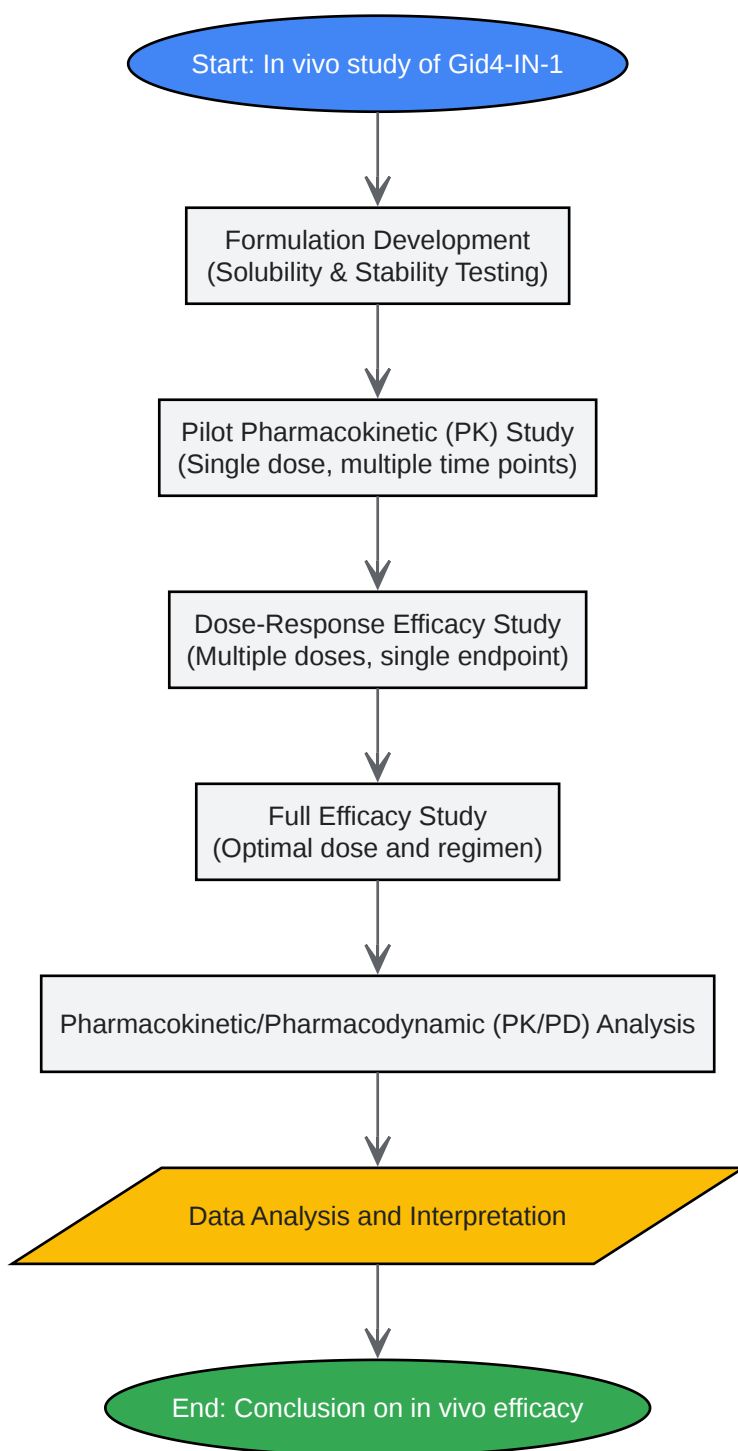 Start: In vivo study of Gid4-IN-1
Formulation Development
(Solubility & Stability Testing)
Pilot Pharmacokinetic (PK) Study
(Single dose, multiple time points)
Dose-Response Efficacy Study
(Multiple doses, single endpoint)
Full Efficacy Study
(Optimal dose and regimen)
Pharmacokinetic/Pharmacodynamic (PK/PD) Analysis
Data Analysis and Interpretation
End: Conclusion on in vivo efficacy